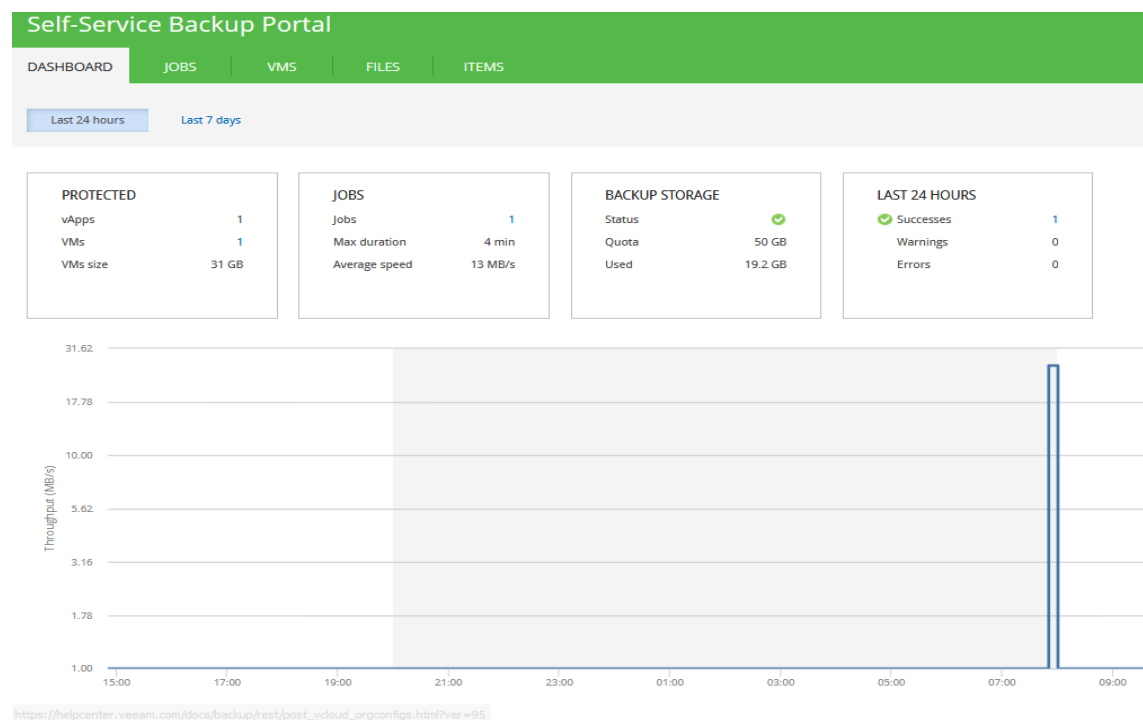 Self-Service Backup Portal
DASHBOARD JOBS VMS FILES ITEMS
Last 24 hours Last 7 days
PROTECTED
vApps 1
VMs 1
VMs size 31 GB
JOBS
Jobs 1
Max duration 4 min
Average speed 13 MB/s
BACKUP STORAGE
Status
Quota 50 GB
Used 19.2 GB
LAST 24 HOURS
Successes 1
Warnings 0
Errors 0
Throughput (MB/s)
31.62
17.78
10.00
5.62
3.16
1.78
1.00
15:00 17:00 19:00 21:00 23:00 01:00 03:00 05:00 07:00 09:00
https://helpcenter.veeam.com/docs/backup/rest/post_vcloud_orgconfigs.html?ver=95